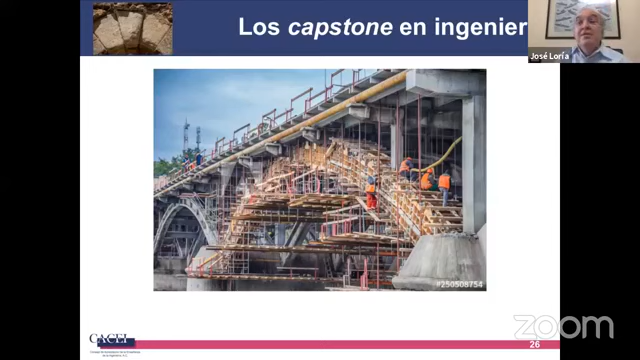 Los capstone en ingenier
José Loría
#250508754
CACEI
26
zoom